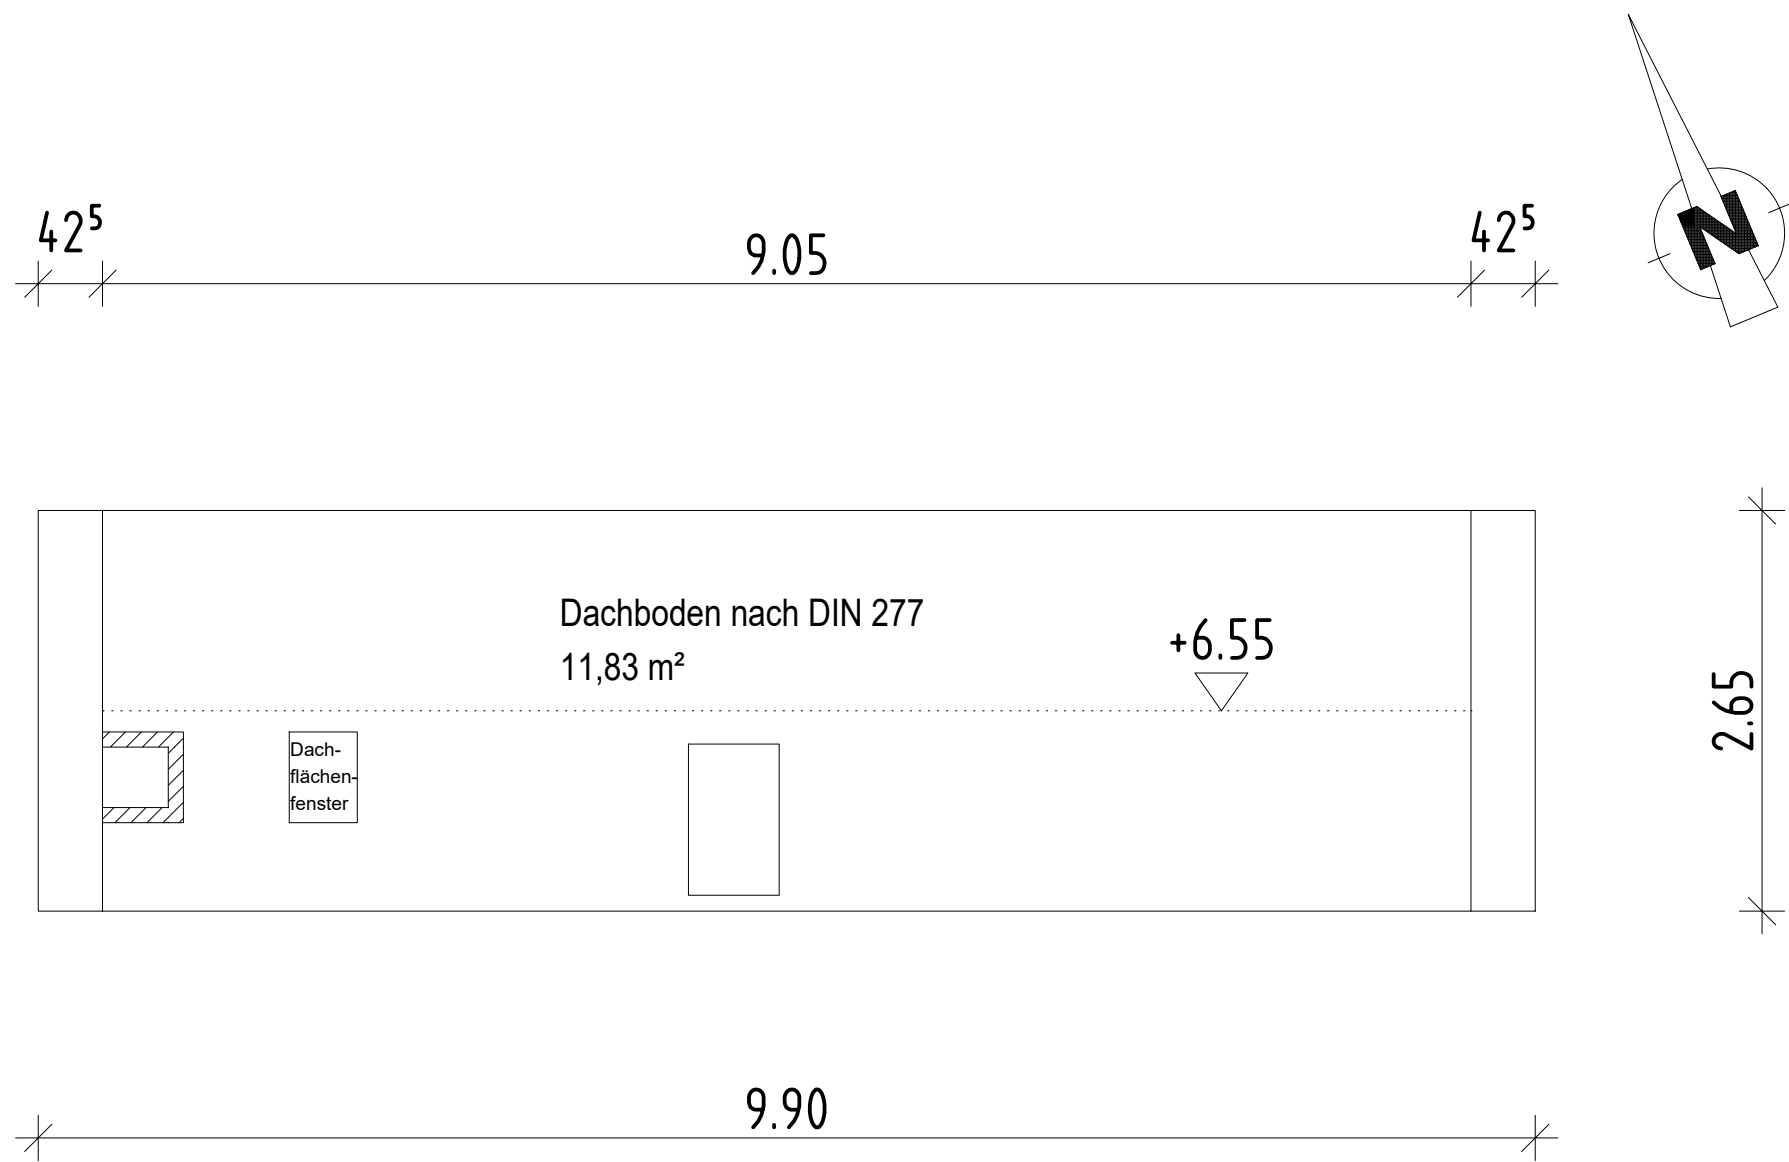 N
42⁵
9.05
42⁵
Dachboden nach DIN 277
11,83 m²
+6.55
2.65
Dach-
flächen-
fenster
9.90